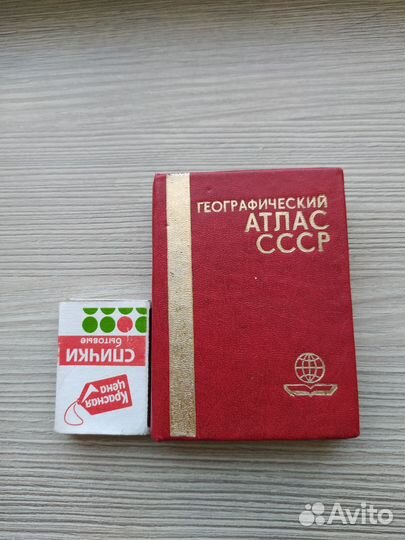 ГЕОГРАФИЧЕСКИЙ
АТЛАС
СССР
СПИЧКИ
бытовые
Красная
цена
Avito